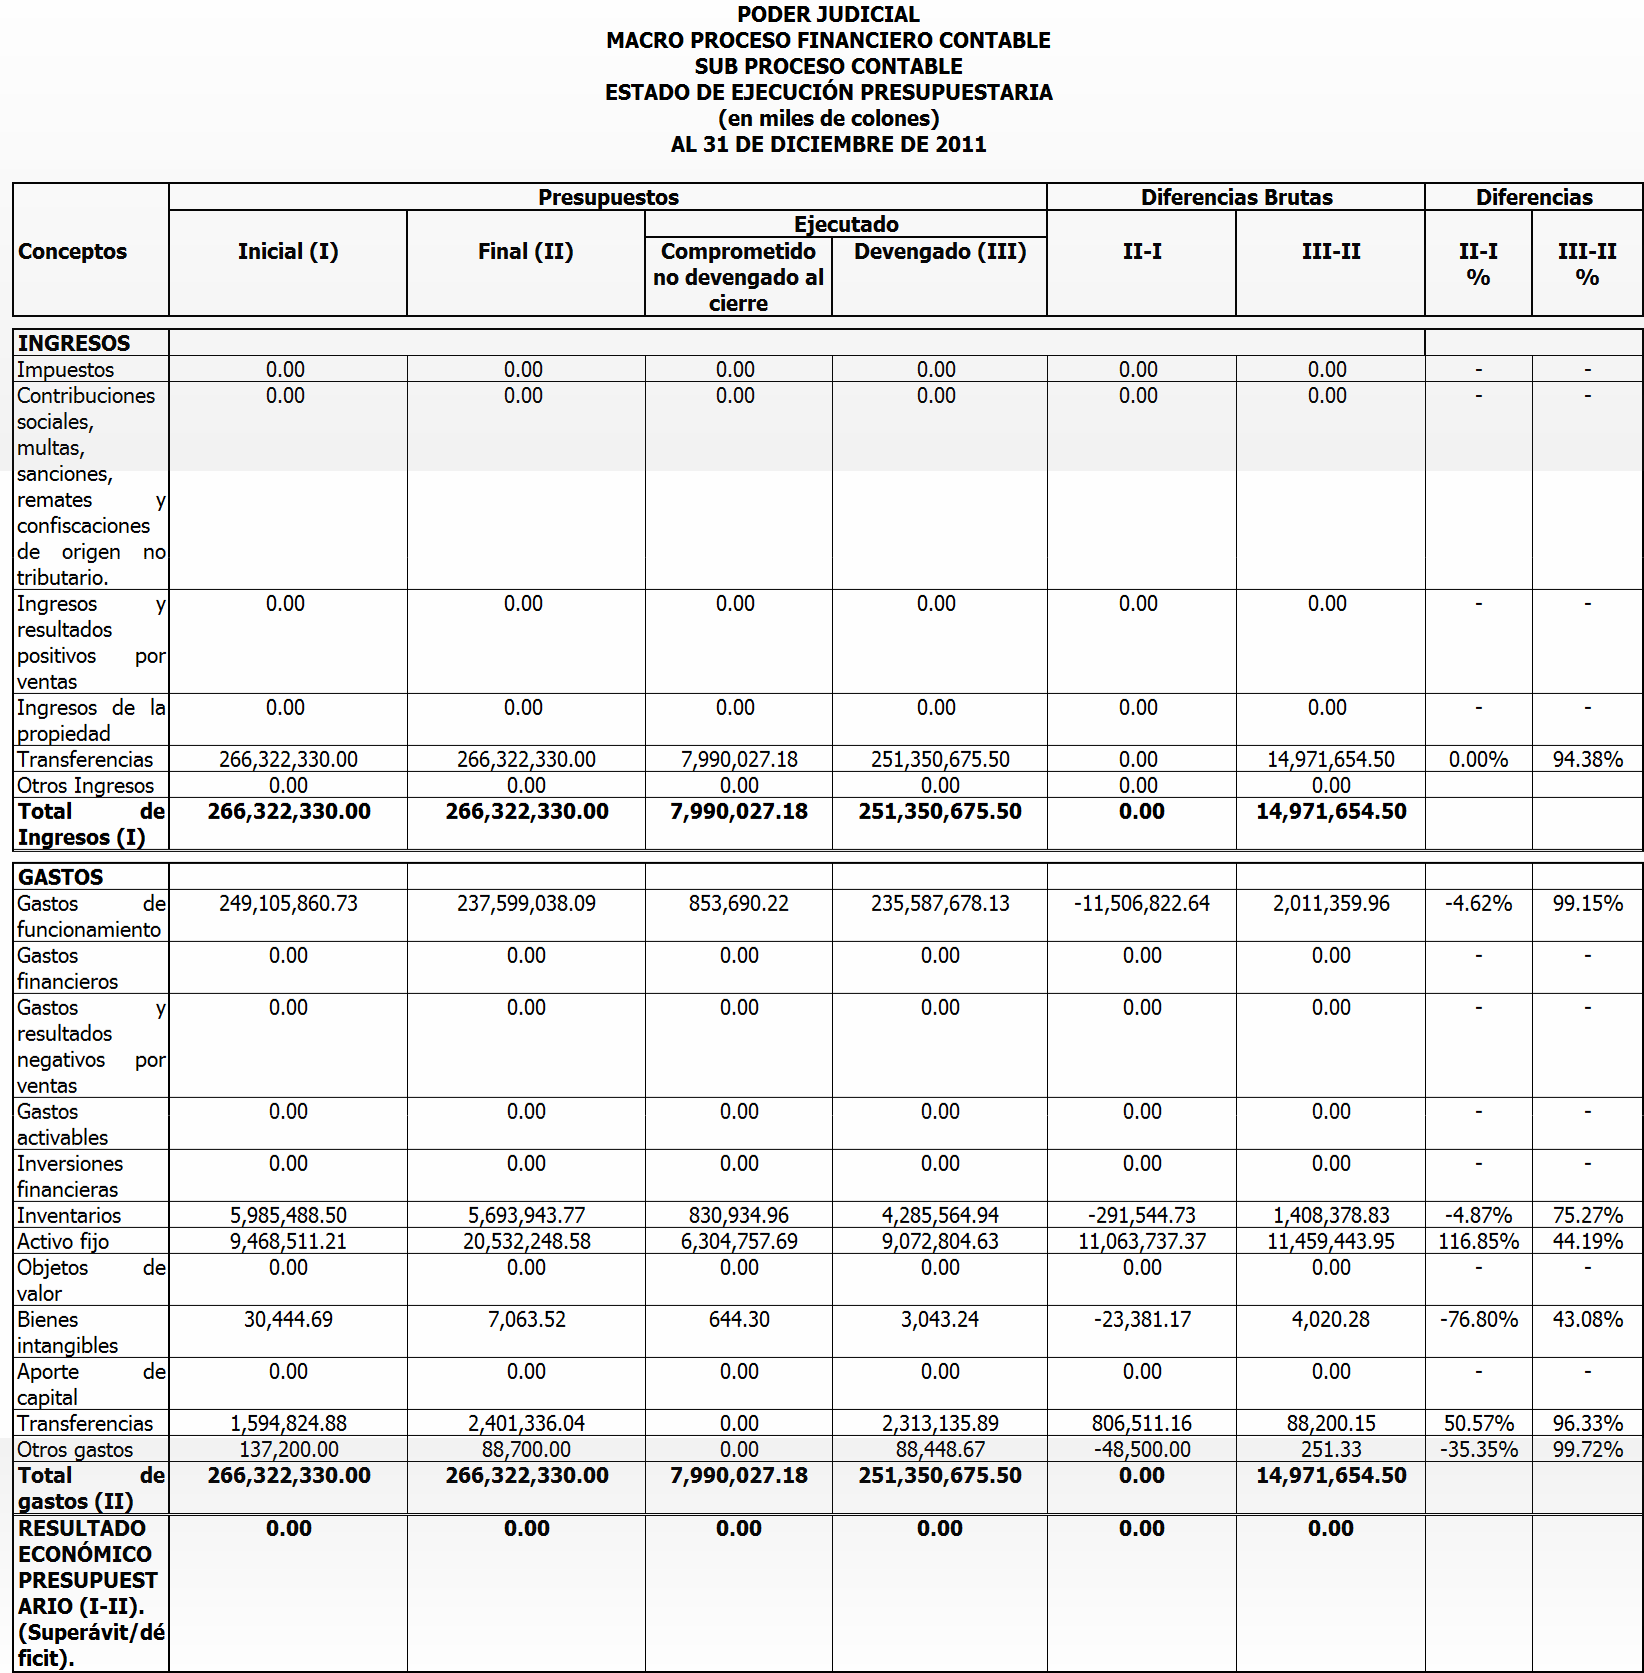 PODER JUDICIAL
MACRO PROCESO FINANCIERO CONTABLE
SUB PROCESO CONTABLE
ESTADO DE EJECUCIÓN PRESUPUESTARIA
(en miles de colones)
AL 31 DE DICIEMBRE DE 2011
Presupuestos Diferencias Brutas Diferencias
Ejecutado
Conceptos Inicial (I) Final (II) Comprometido Devengado (III) II-I III-II II-I III-II
no devengado al % %
cierre
INGRESOS
Impuestos 0.00 0.00 0.00 0.00 0.00 0.00 - -
Contribuciones 0.00 0.00 0.00 0.00 0.00 0.00 - -
sociales,
multas,
sanciones,
remates y
confiscaciones
de origen no
tributario.
Ingresos y 0.00 0.00 0.00 0.00 0.00 0.00 - -
resultados
positivos por
ventas
Ingresos de la 0.00 0.00 0.00 0.00 0.00 0.00 - -
propiedad
Transferencias 266,322,330.00 266,322,330.00 7,990,027.18 251,350,675.50 0.00 14,971,654.50 0.00% 94.38%
Otros Ingresos 0.00 0.00 0.00 0.00 0.00 0.00
Total de 266,322,330.00 266,322,330.00 7,990,027.18 251,350,675.50 0.00 14,971,654.50
Ingresos (I)
GASTOS
Gastos de 249,105,860.73 237,599,038.09 853,690.22 235,587,678.13 -11,506,822.64 2,011,359.96 -4.62% 99.15%
funcionamiento
Gastos 0.00 0.00 0.00 0.00 0.00 0.00 - -
financieros
Gastos y 0.00 0.00 0.00 0.00 0.00 0.00 - -
resultados
negativos por
ventas
Gastos 0.00 0.00 0.00 0.00 0.00 0.00 - -
activables
Inversiones 0.00 0.00 0.00 0.00 0.00 0.00 - -
financieras
Inventarios 5,985,488.50 5,693,943.77 830,934.96 4,285,564.94 -291,544.73 1,408,378.83 -4.87% 75.27%
Activo fijo 9,468,511.21 20,532,248.58 6,304,757.69 9,072,804.63 11,063,737.37 11,459,443.95 116.85% 44.19%
Objetos de 0.00 0.00 0.00 0.00 0.00 0.00 - -
valor
Bienes 30,444.69 7,063.52 644.30 3,043.24 -23,381.17 4,020.28 -76.80% 43.08%
intangibles
Aporte de 0.00 0.00 0.00 0.00 0.00 0.00 - -
capital
Transferencias 1,594,824.88 2,401,336.04 0.00 2,313,135.89 806,511.16 88,200.15 50.57% 96.33%
Otros gastos 137,200.00 88,700.00 0.00 88,448.67 -48,500.00 251.33 -35.35% 99.72%
Total de 266,322,330.00 266,322,330.00 7,990,027.18 251,350,675.50 0.00 14,971,654.50
gastos (II)
RESULTADO 0.00 0.00 0.00 0.00 0.00 0.00
ECONÓMICO
PRESUPUEST
ARIO (I-II).
(Superávit/dé
ficit).